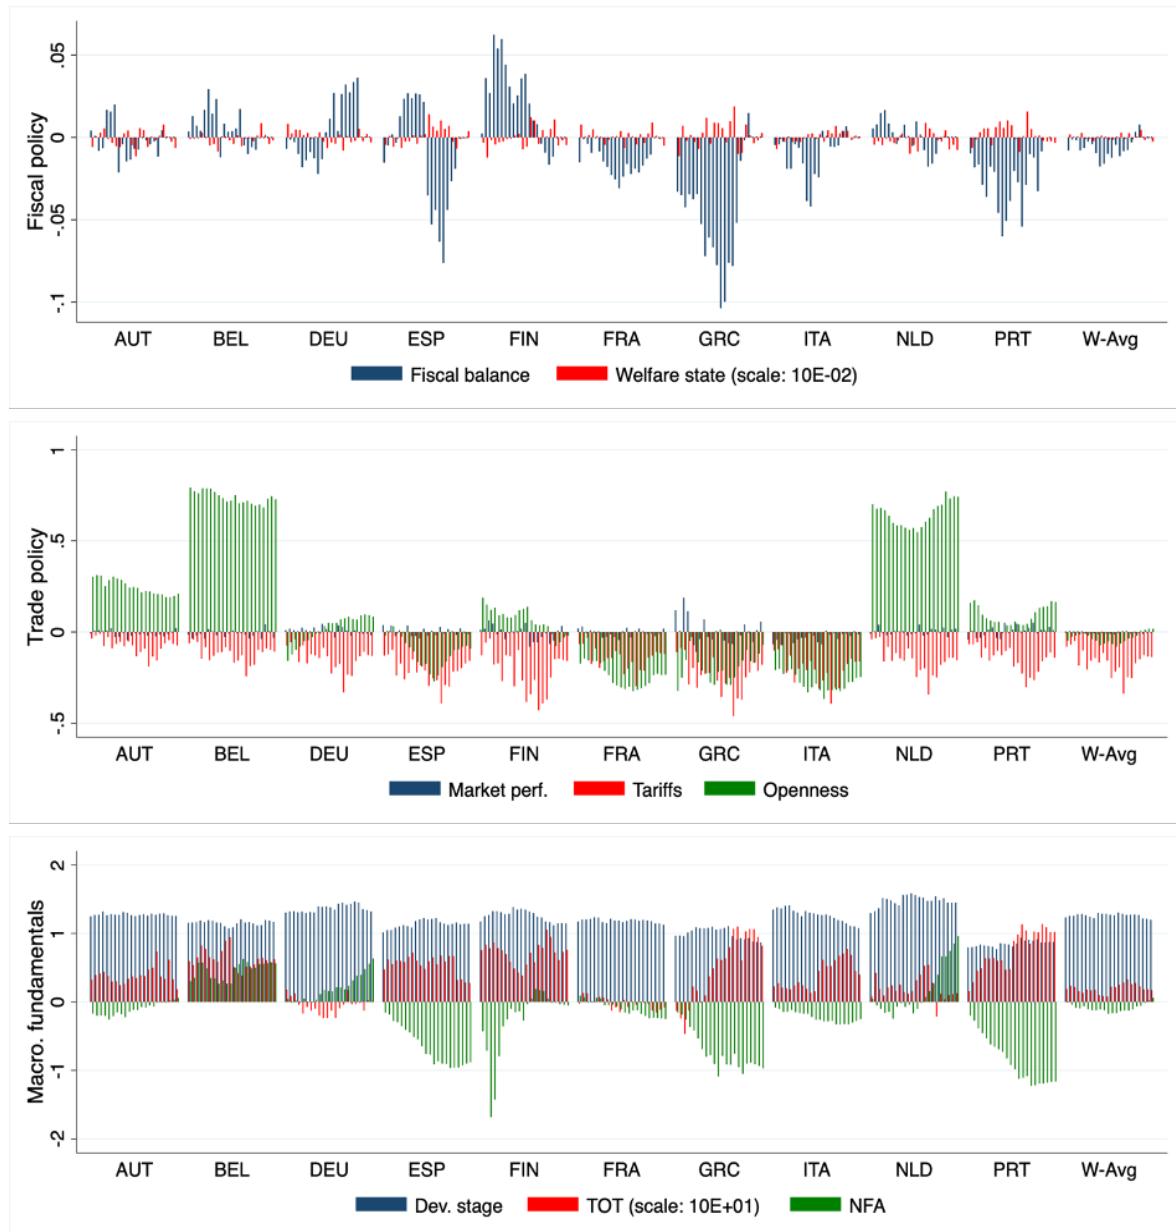 Fiscal policy
.05
0
-.05
-.1
AUT BEL DEU ESP FIN FRA GRC ITA NLD PRT W-Avg
Fiscal balance Welfare state (scale: 10E-02)
Trade policy
1
.5
0
-.5
AUT BEL DEU ESP FIN FRA GRC ITA NLD PRT W-Avg
Market perf. Tariffs Openness
Macro. fundamentals
2
1
0
-1
-2
AUT BEL DEU ESP FIN FRA GRC ITA NLD PRT W-Avg
Dev. stage TOT (scale: 10E+01) NFA